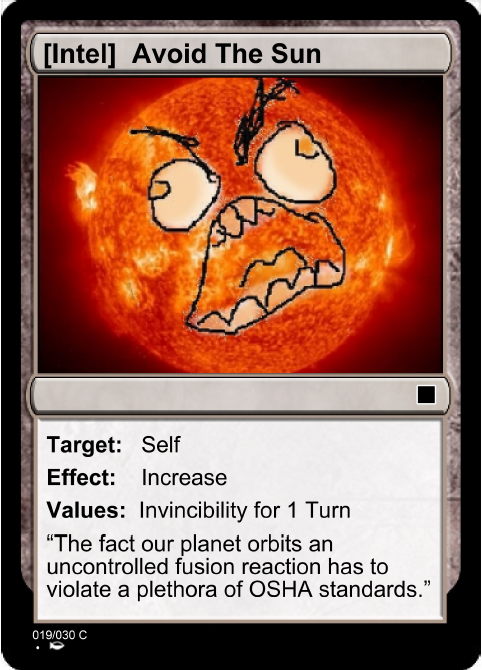 [Intel] Avoid The Sun
Target: Self
Effect: Increase
Values: Invincibility for 1 Turn
“The fact our planet orbits an
uncontrolled fusion reaction has to
violate a plethora of OSHA standards.”
019/030 C